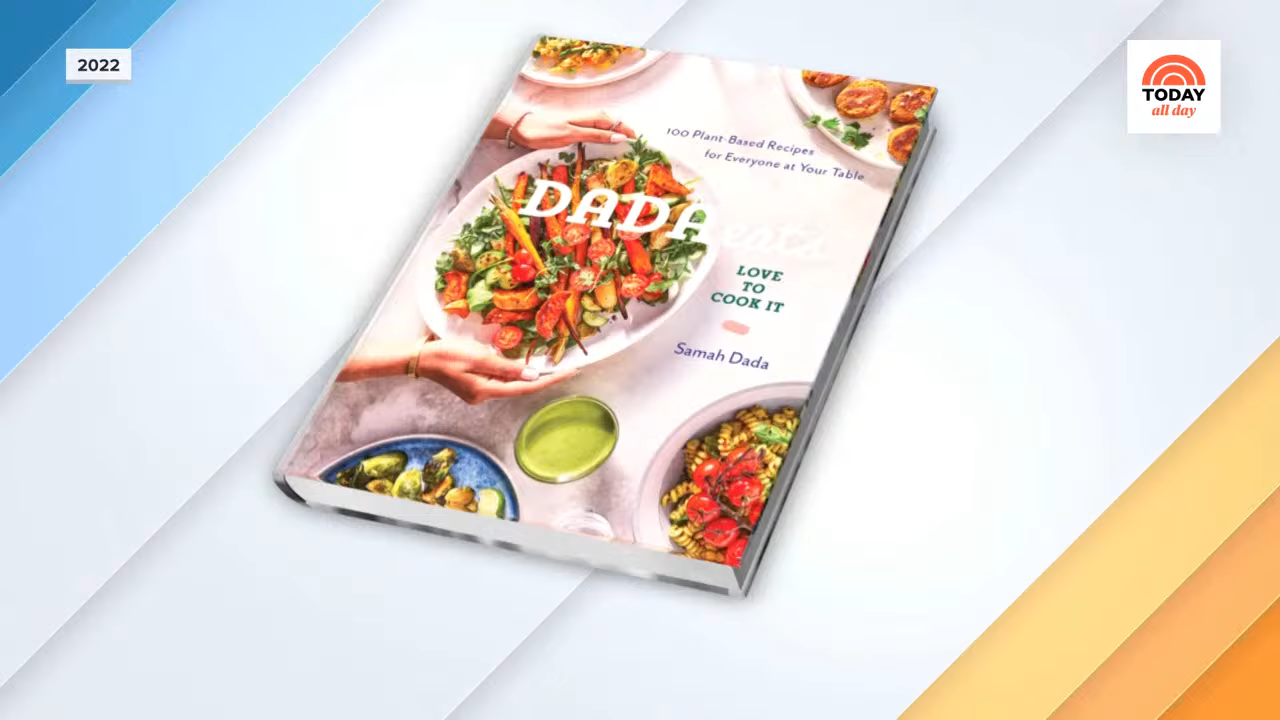 2022
TODAY
all day
100 Plant-Based Recipes
for Everyone at Your Table
DADA eats
LOVE
TO
COOK IT
Samah Dada